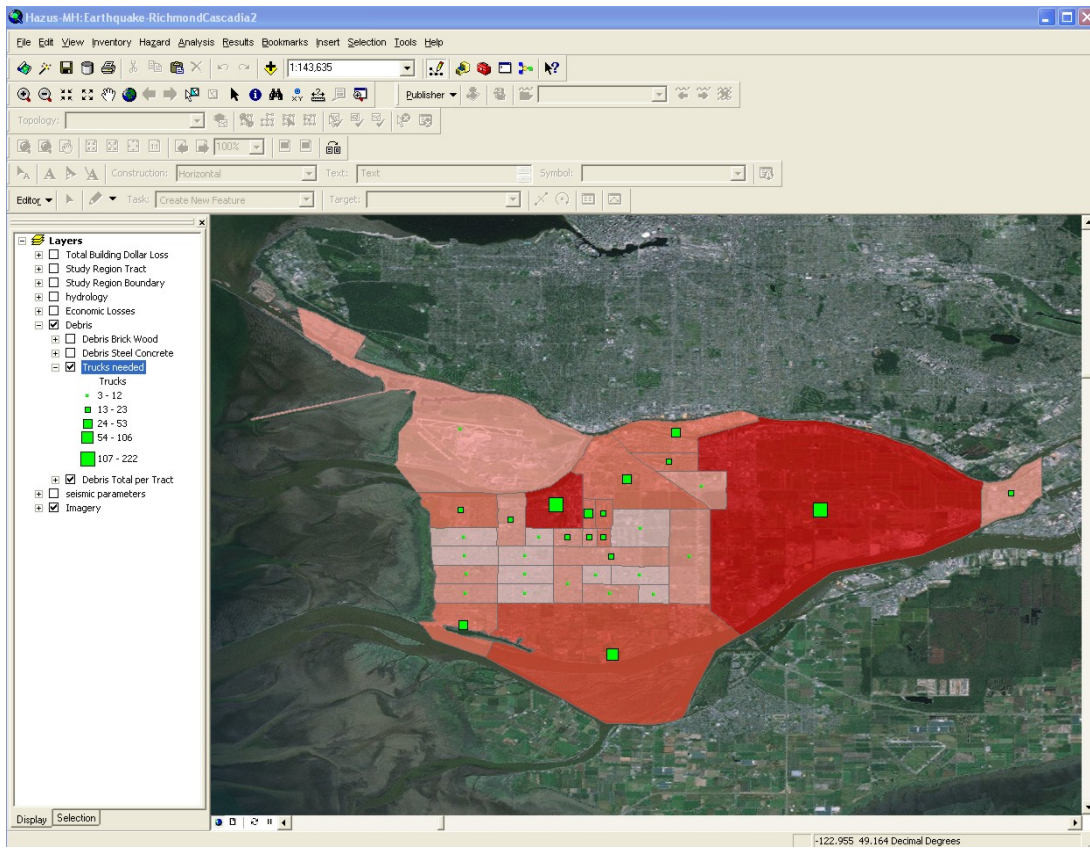 Hazus-MH:Earthquake-RichmondCascadia2
File Edit View Inventory Hazard Analysis Results Bookmarks Insert Selection Tools Help
1:143,635
Publisher
Topology:
100%
Construction: Horizontal Text: Text Symbol:
Editor Task: Create New Feature Target:
Layers
Total Building Dollar Loss
Study Region Tract
Study Region Boundary
hydrology
Economic Losses
Debris
Debris Brick Wood
Debris Steel Concrete
Trucks needed
Trucks
3 - 12
13 - 23
24 - 53
54 - 106
107 - 222
Debris Total per Tract
seismic parameters
Imagery
Display Selection
-122.955 49.164 Decimal Degrees